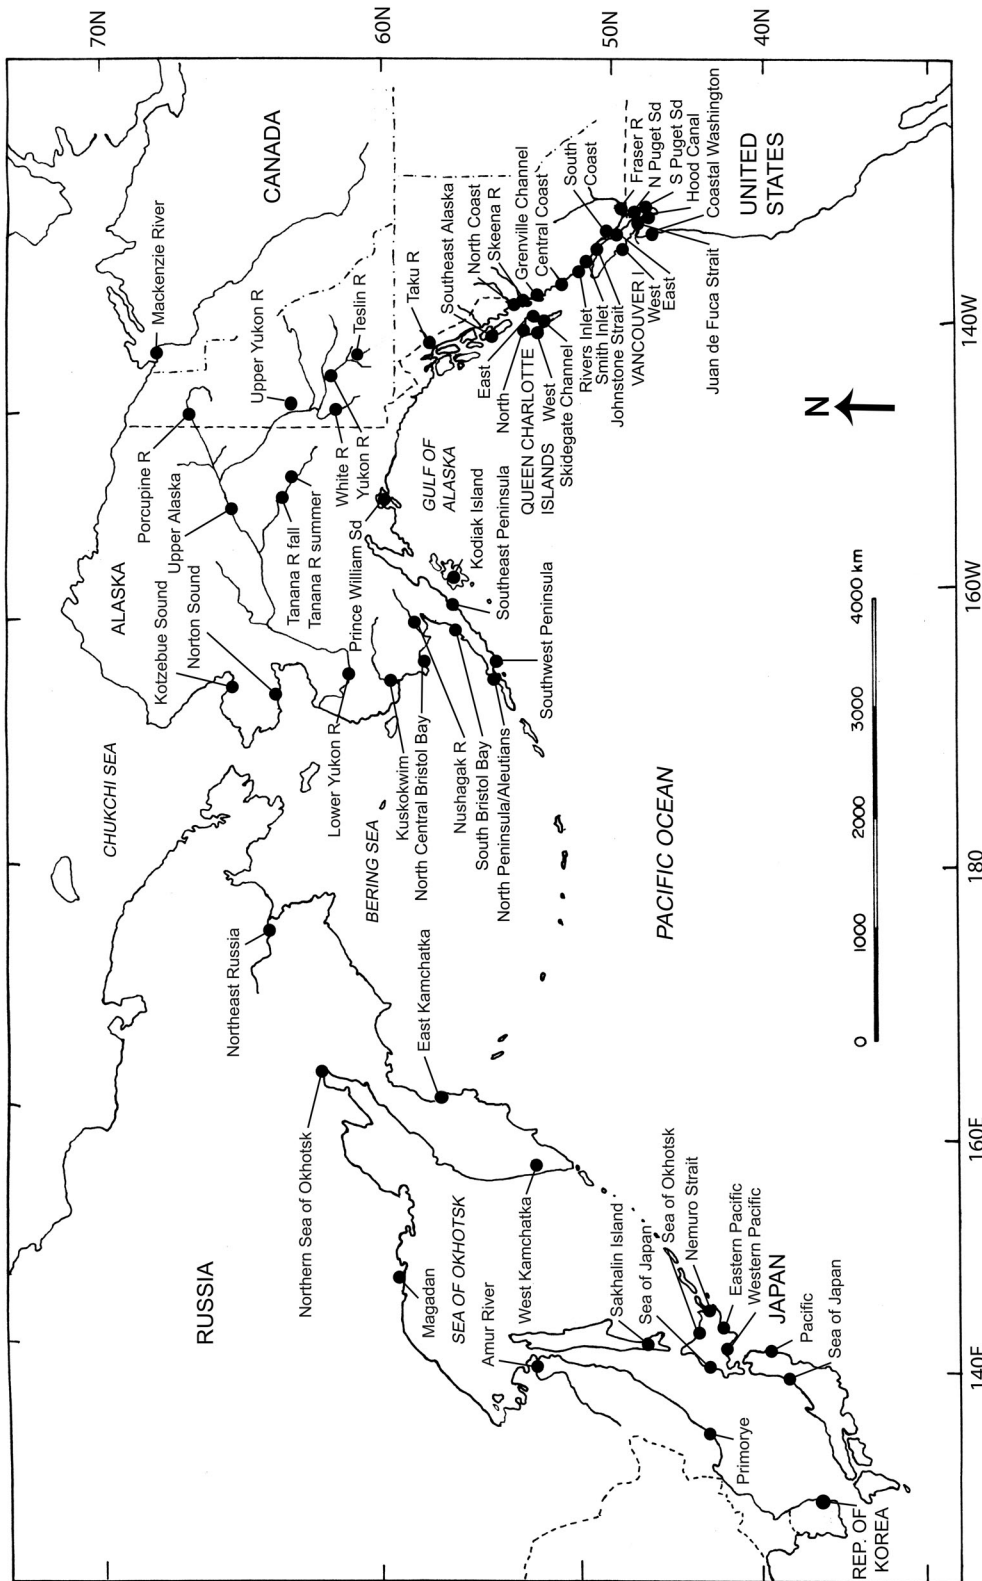 70N
60N
50N
40N
140E
160E
180
160W
140W
RUSSIA
CHUKCHI SEA
ALASKA
CANADA
Mackenzie River
Porcupine R
Upper Yukon R
Upper Alaska
Kotzebue Sound
Norton Sound
Teslin R
Tanana R fall
Tanana R summer
White R
Yukon R
Prince William Sd
Lower Yukon R
Northeast Russia
Northern Sea of Okhotsk
Magadan
SEA OF OKHOTSK
Amur River
West Kamchatka
East Kamchatka
BERING SEA
Kuskokwim
North Central Bristol Bay
Nushagak R
South Bristol Bay
North Peninsula/Aleutians
Southwest Peninsula
Southeast Peninsula
Kodiak Island
GULF OF
ALASKA
Taku R
Southeast Alaska
North Coast
Skeena R
Grenville Channel
Central Coast
South
Coast
Fraser R
N Puget Sd
S Puget Sd
Hood Canal
Coastal Washington
East
North
QUEEN CHARLOTTE
ISLANDS
West
Skidegate Channel
Rivers Inlet
Smith Inlet
Johnstone Strait
VANCOUVER I
West
East
Juan de Fuca Strait
UNITED
STATES
PACIFIC OCEAN
Sakhalin Island
Sea of Japan
Sea of Okhotsk
Nemuro Strait
Eastern Pacific
Western Pacific
JAPAN
Pacific
Sea of Japan
Primorye
REP. OF
KOREA
N
0
1000
2000
3000
4000 km